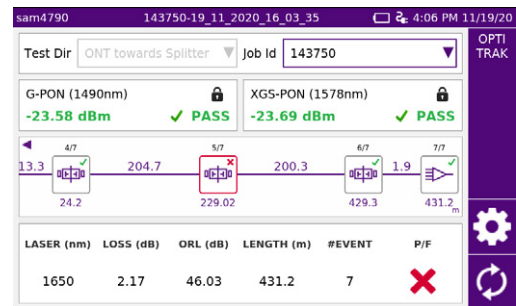 sam4790 143750-19_11_2020_16_03_35 4:06 PM 11/19/20
Test Dir ONT towards Splitter Job Id 143750
OPTI
TRAK
G-PON (1490nm) XGS-PON (1578nm)
-23.58 dBm PASS -23.69 dBm PASS
4/7 5/7 6/7 7/7
13.3 204.7 200.3 1.9
24.2 229.02 429.3 431.2 m
LASER (nm) LOSS (dB) ORL (dB) LENGTH (m) #EVENT P/F
1650 2.17 46.03 431.2 7